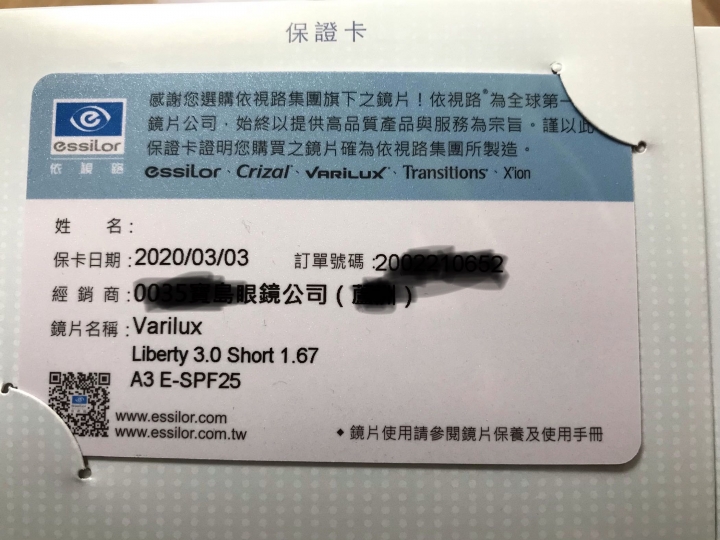 保證卡
感謝您選購依視路集團旗下之鏡片！依視路®為全球第一
鏡片公司，始終以提供高品質產品與服務為宗旨。謹以此
保證卡證明您購買之鏡片確為依視路集團所製造。
essilor
依視路
essilor、Crizal、VARILUX、Transitions、X'ion
姓 名：
保卡日期：2020/03/03 訂單號碼：
經銷商： 眼鏡公司（ ）
鏡片名稱：Varilux
Liberty 3.0 Short 1.67
A3 E-SPF25
www.essilor.com
www.essilor.com.tw
◆ 鏡片使用請參閱鏡片保養及使用手冊